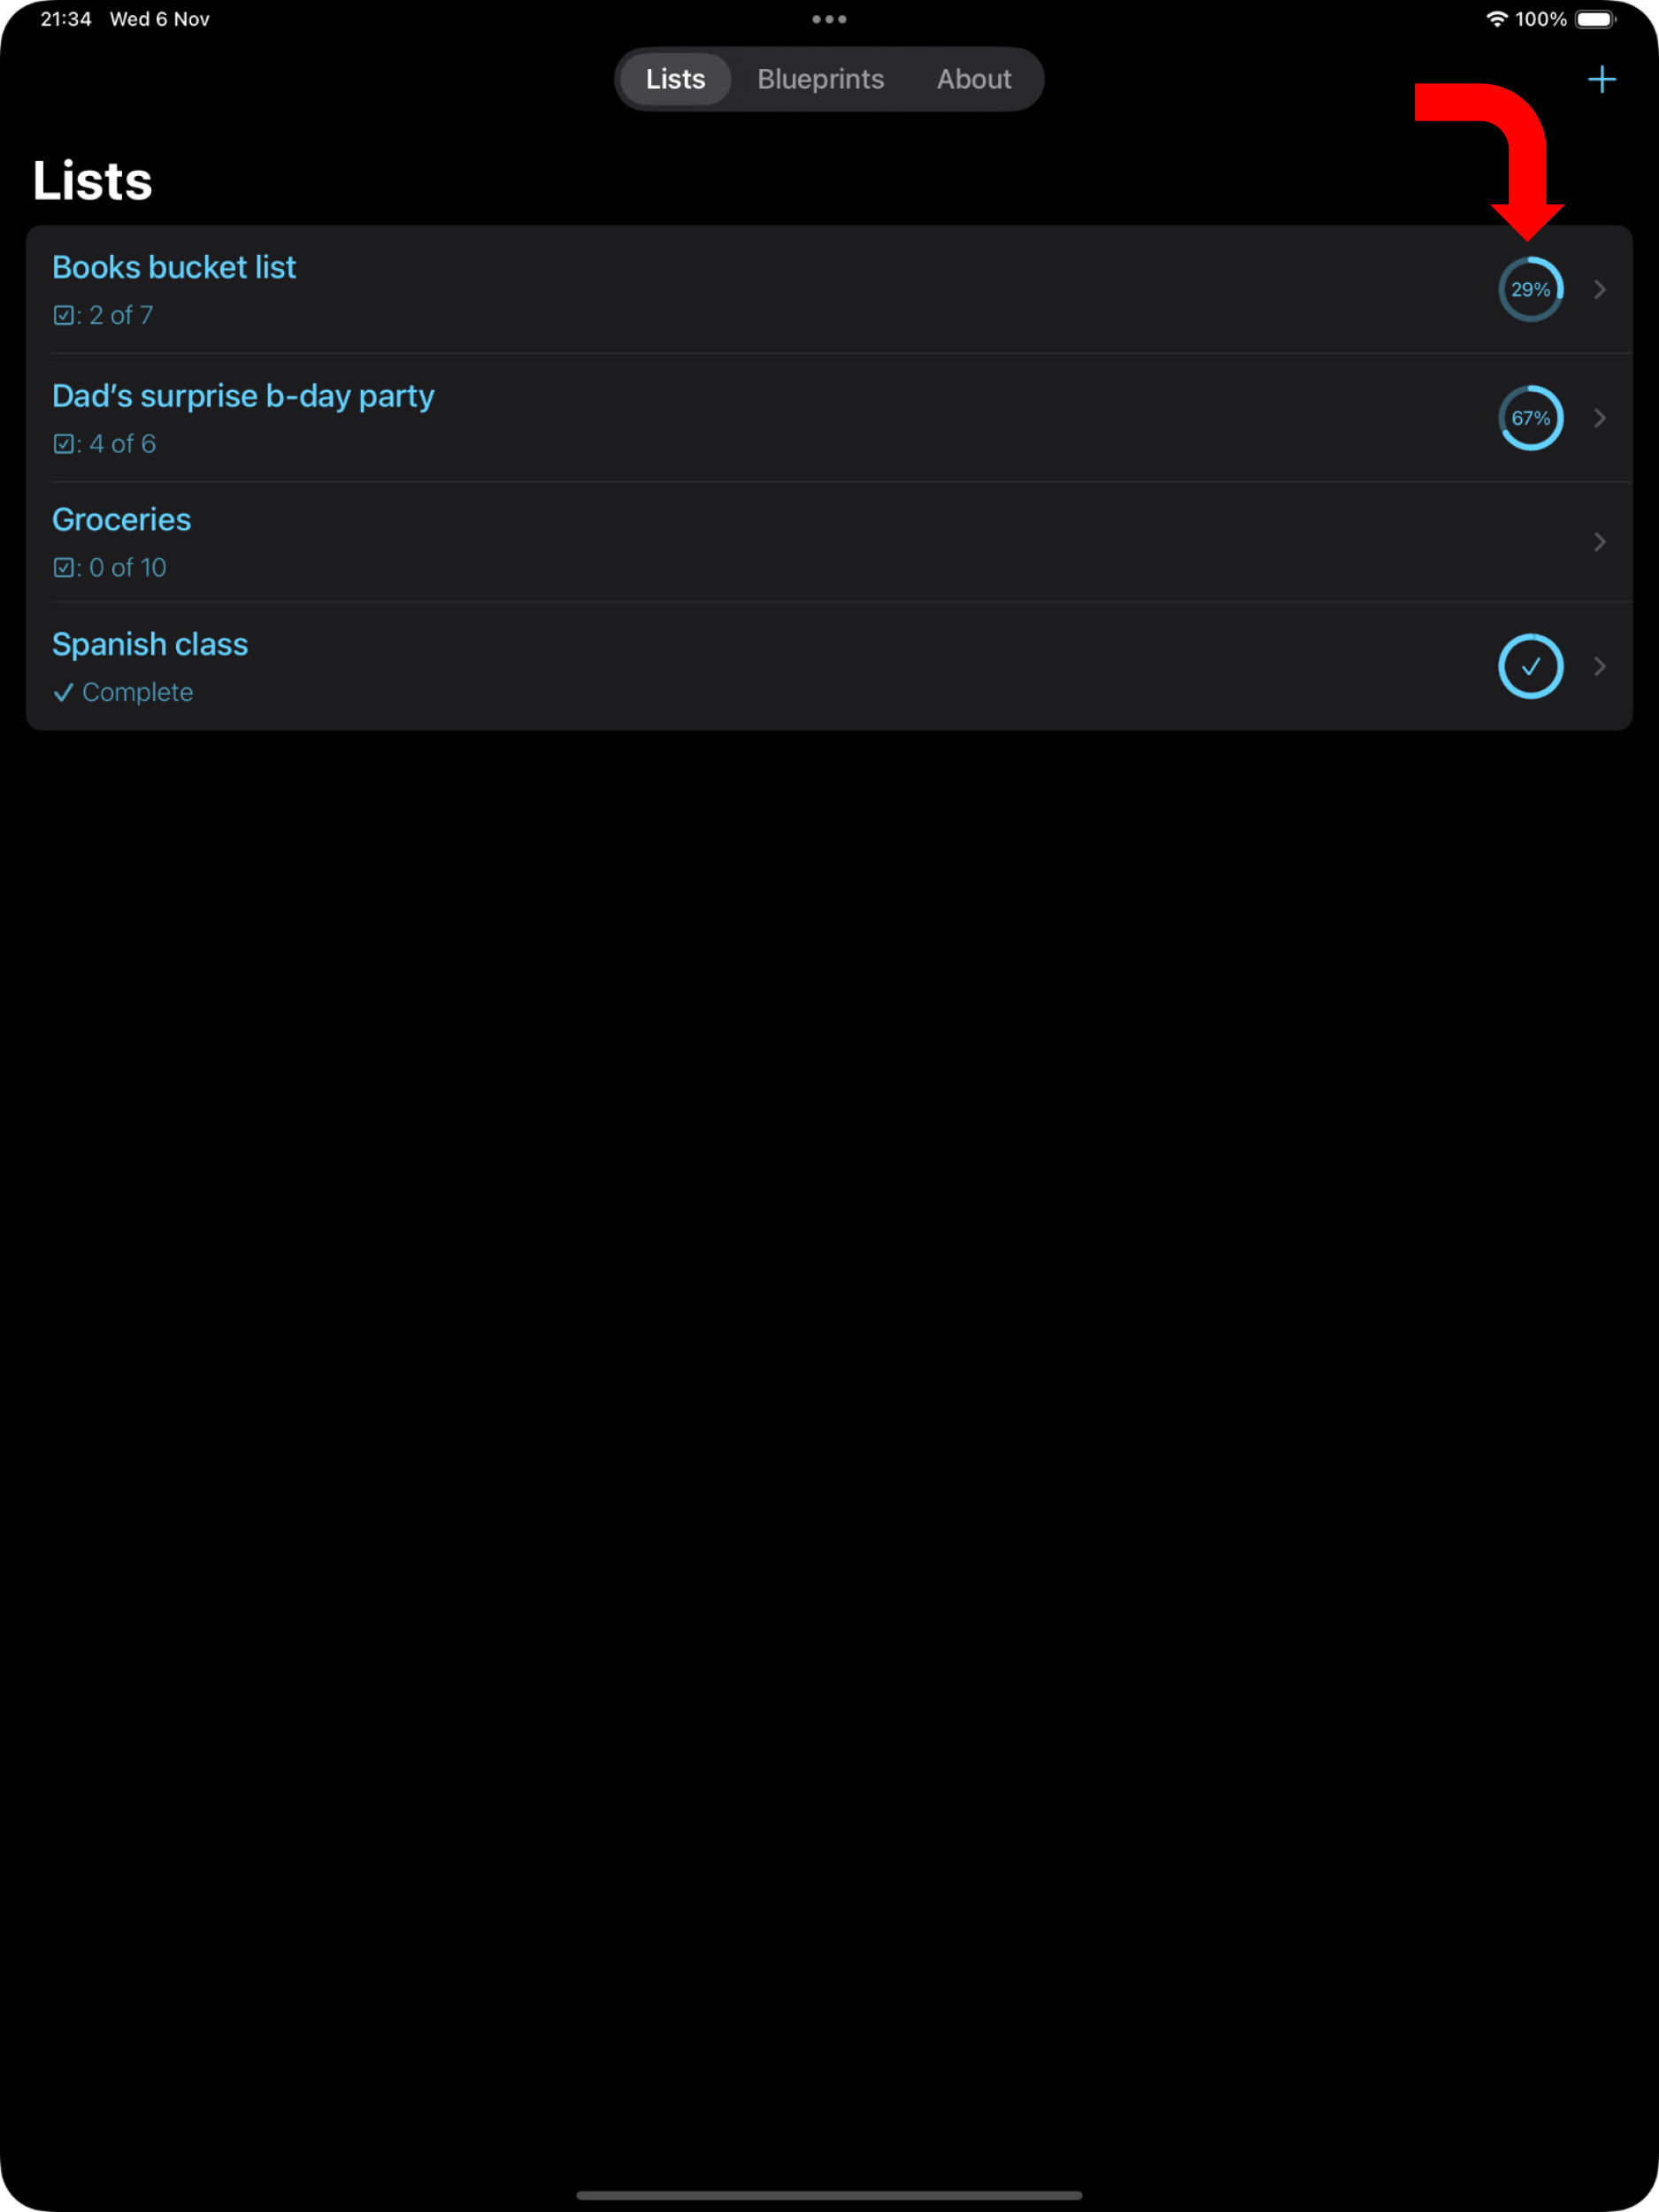 21:34 Wed 6 Nov 100%
Lists Blueprints About
Lists
Books bucket list
: 2 of 7
29%
Dad’s surprise b-day party
: 4 of 6
67%
Groceries
: 0 of 10
Spanish class
Complete